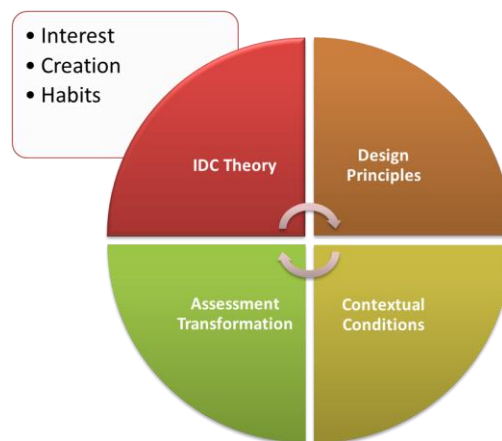 • Interest
• Creation
• Habits
IDC Theory
Design
Principles
Assessment
Transformation
Contextual
Conditions